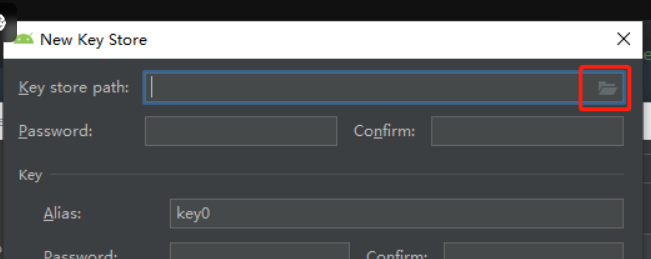 New Key Store
Key store path:
Password: Confirm:
Key
Alias: key0
Password: Confirm: